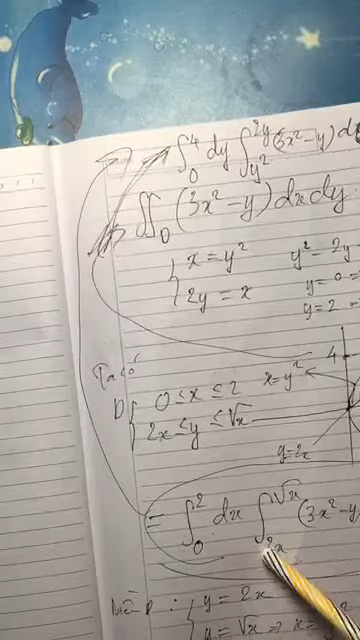 ∫₀⁴ dy ∫_{y²}^{2y} (3x² − y) d
∬_D (3x² − y) dx dy
{ x = y²   y² − 2y
{ 2y = x   y = 0
y = 2
4
Ta có
D { 0 ≤ x ≤ 2   x = y²
{ 2x ≤ y ≤ √x
y = 2x
= ∫₀² dx ∫_{2x}^{√x} (3x² − y
Miền D : { y = 2x
{ y = √x ⇒ x =